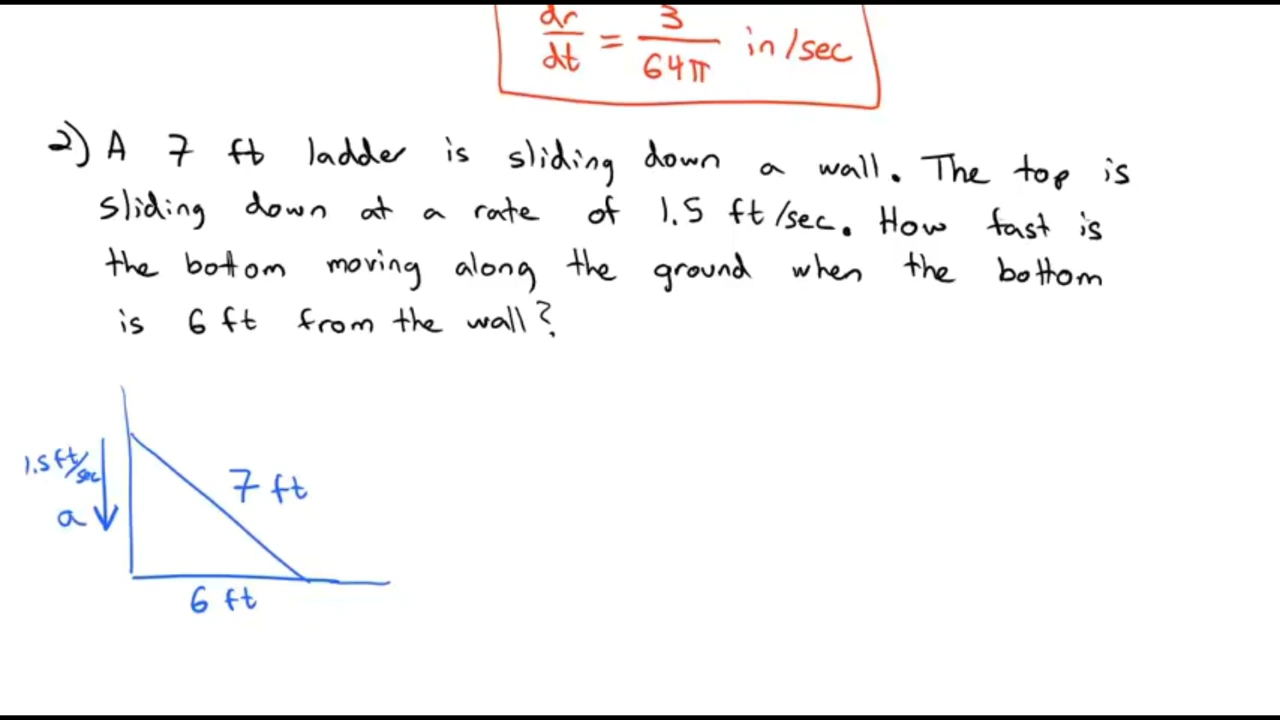 dr/dt = 3/64π in/sec
2) A 7 ft ladder is sliding down a wall. The top is
sliding down at a rate of 1.5 ft/sec. How fast is
the bottom moving along the ground when the bottom
is 6 ft from the wall?
1.5 ft/sec
7 ft
a
6 ft